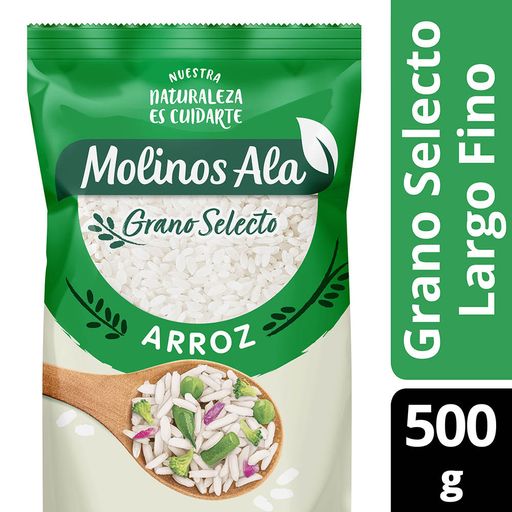 NUESTRA
NATURALEZA
ES CUIDARTE
Molinos Ala
Grano Selecto
ARROZ
Grano Selecto
Largo Fino
500
g